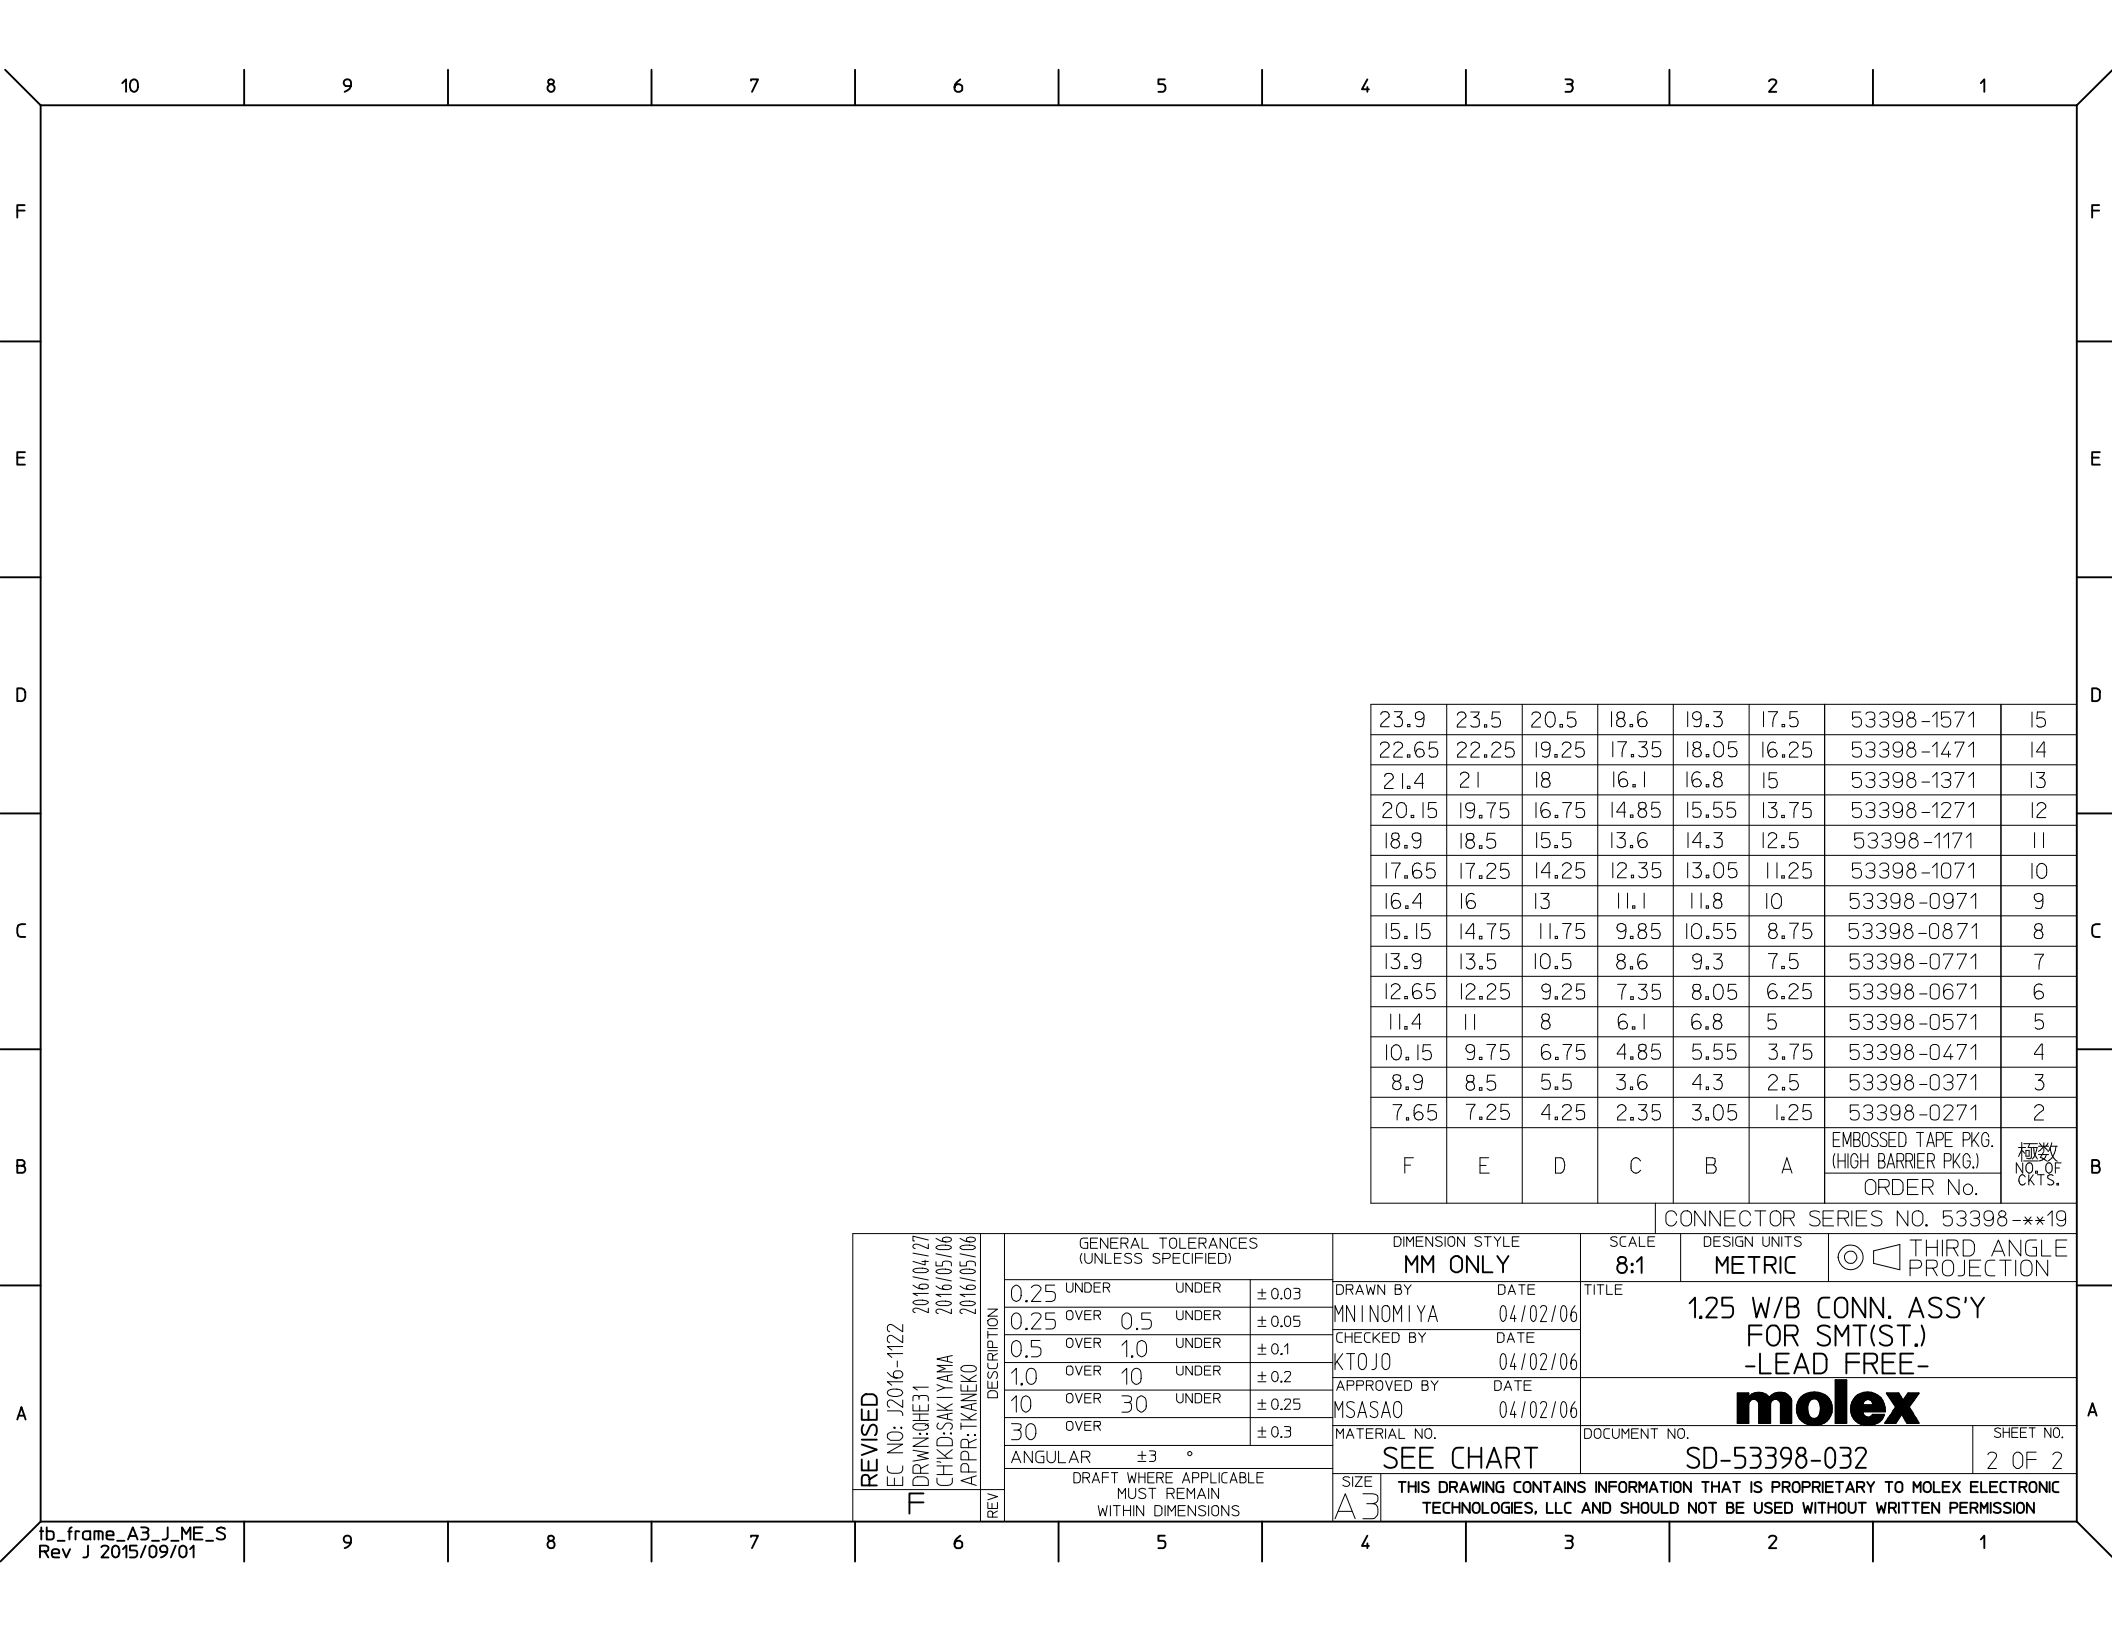 10 9 8 7 6 5 4 3 2 1
F F
E E
D D
C C
B B
A A
23.9 23.5 20.5 18.6 19.3 17.5 53398-1571 15
22.65 22.25 19.25 17.35 18.05 16.25 53398-1471 14
21.4 21 18 16.1 16.8 15 53398-1371 13
20.15 19.75 16.75 14.85 15.55 13.75 53398-1271 12
18.9 18.5 15.5 13.6 14.3 12.5 53398-1171 11
17.65 17.25 14.25 12.35 13.05 11.25 53398-1071 10
16.4 16 13 11.1 11.8 10 53398-0971 9
15.15 14.75 11.75 9.85 10.55 8.75 53398-0871 8
13.9 13.5 10.5 8.6 9.3 7.5 53398-0771 7
12.65 12.25 9.25 7.35 8.05 6.25 53398-0671 6
11.4 11 8 6.1 6.8 5 53398-0571 5
10.15 9.75 6.75 4.85 5.55 3.75 53398-0471 4
8.9 8.5 5.5 3.6 4.3 2.5 53398-0371 3
7.65 7.25 4.25 2.35 3.05 1.25 53398-0271 2
F E D C B A
EMBOSSED TAPE PKG.
(HIGH BARRIER PKG.)
ORDER No.
極数
NO. OF
CKTS.
CONNECTOR SERIES NO. 53398-**19
REVISED
EC NO: J2016-1122
DRWN:QHE31 2016/04/27
CH'KD:SAKIYAMA 2016/05/06
APPR:TKANEKO 2016/05/06
DESCRIPTION
F
REV
GENERAL TOLERANCES
(UNLESS SPECIFIED)
0.25 UNDER UNDER ±0.03
0.25 OVER 0.5 UNDER ±0.05
0.5 OVER 1.0 UNDER ±0.1
1.0 OVER 10 UNDER ±0.2
10 OVER 30 UNDER ±0.25
30 OVER ±0.3
ANGULAR ±3 °
DRAFT WHERE APPLICABLE
MUST REMAIN
WITHIN DIMENSIONS
DIMENSION STYLE
MM ONLY
SCALE
8:1
DESIGN UNITS
METRIC
THIRD ANGLE
PROJECTION
DRAWN BY DATE
MNINOMIYA 04/02/06
CHECKED BY DATE
KTOJO 04/02/06
APPROVED BY DATE
MSASAO 04/02/06
MATERIAL NO.
SEE CHART
TITLE
1.25 W/B CONN. ASS'Y
FOR SMT(ST.)
-LEAD FREE-
molex
DOCUMENT NO.
SD-53398-032
SHEET NO.
2 OF 2
SIZE
A3
THIS DRAWING CONTAINS INFORMATION THAT IS PROPRIETARY TO MOLEX ELECTRONIC
TECHNOLOGIES, LLC AND SHOULD NOT BE USED WITHOUT WRITTEN PERMISSION
tb_frame_A3_J_ME_S
Rev J 2015/09/01
9 8 7 6 5 4 3 2 1